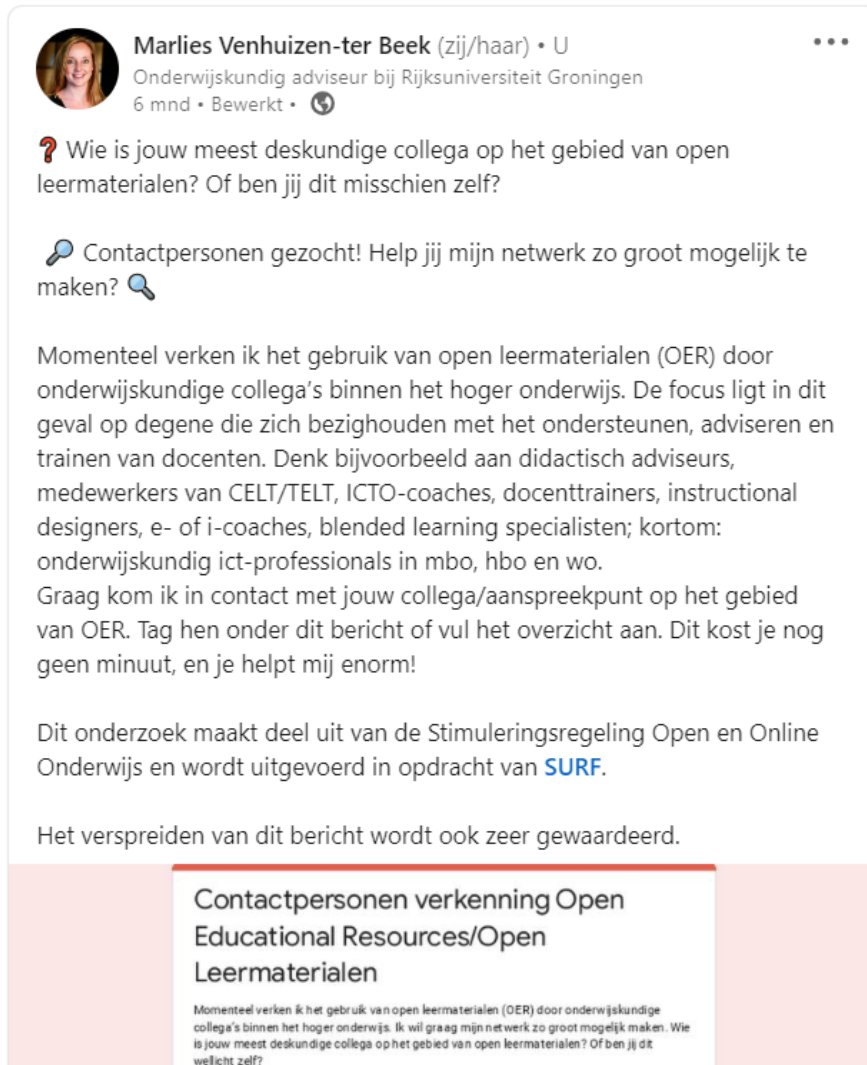 Marlies Venhuizen-ter Beek (zij/haar) • U
Onderwijskundig adviseur bij Rijksuniversiteit Groningen
6 mnd • Bewerkt •
❓ Wie is jouw meest deskundige collega op het gebied van open
leermaterialen? Of ben jij dit misschien zelf?
🔎 Contactpersonen gezocht! Help jij mijn netwerk zo groot mogelijk te
maken? 🔍
Momenteel verken ik het gebruik van open leermaterialen (OER) door
onderwijskundige collega's binnen het hoger onderwijs. De focus ligt in dit
geval op degene die zich bezighouden met het ondersteunen, adviseren en
trainen van docenten. Denk bijvoorbeeld aan didactisch adviseurs,
medewerkers van CELT/TELT, ICTO-coaches, docenttrainers, instructional
designers, e- of i-coaches, blended learning specialisten; kortom:
onderwijskundig ict-professionals in mbo, hbo en wo.
Graag kom ik in contact met jouw collega/aanspreekpunt op het gebied
van OER. Tag hen onder dit bericht of vul het overzicht aan. Dit kost je nog
geen minuut, en je helpt mij enorm!
Dit onderzoek maakt deel uit van de Stimuleringsregeling Open en Online
Onderwijs en wordt uitgevoerd in opdracht van SURF.
Het verspreiden van dit bericht wordt ook zeer gewaardeerd.
Contactpersonen verkenning Open
Educational Resources/Open
Leermaterialen
Momenteel verken ik het gebruik van open leermaterialen (OER) door onderwijskundige
collega's binnen het hoger onderwijs. Ik wil graag mijn netwerk zo groot mogelijk maken. Wie
is jouw meest deskundige collega op het gebied van open leermaterialen? Of ben jij dit
wellicht zelf?